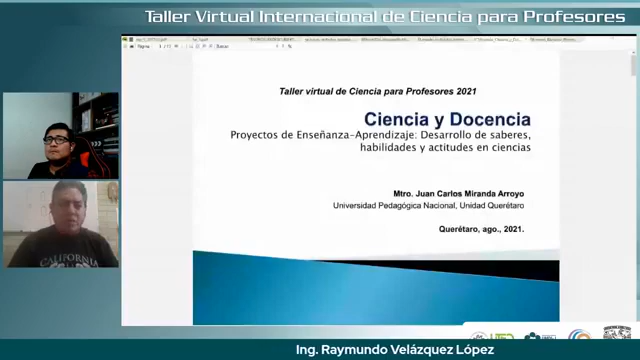 Taller Virtual Internacional de Ciencia para Profesores
Taller virtual de Ciencia para Profesores 2021
Ciencia y Docencia
Proyectos de Enseñanza-Aprendizaje: Desarrollo de saberes,
habilidades y actitudes en ciencias
Mtro. Juan Carlos Miranda Arroyo
Universidad Pedagógica Nacional, Unidad Querétaro
Querétaro, ago., 2021.
CALIFORNIA
Ing. Raymundo Velázquez López